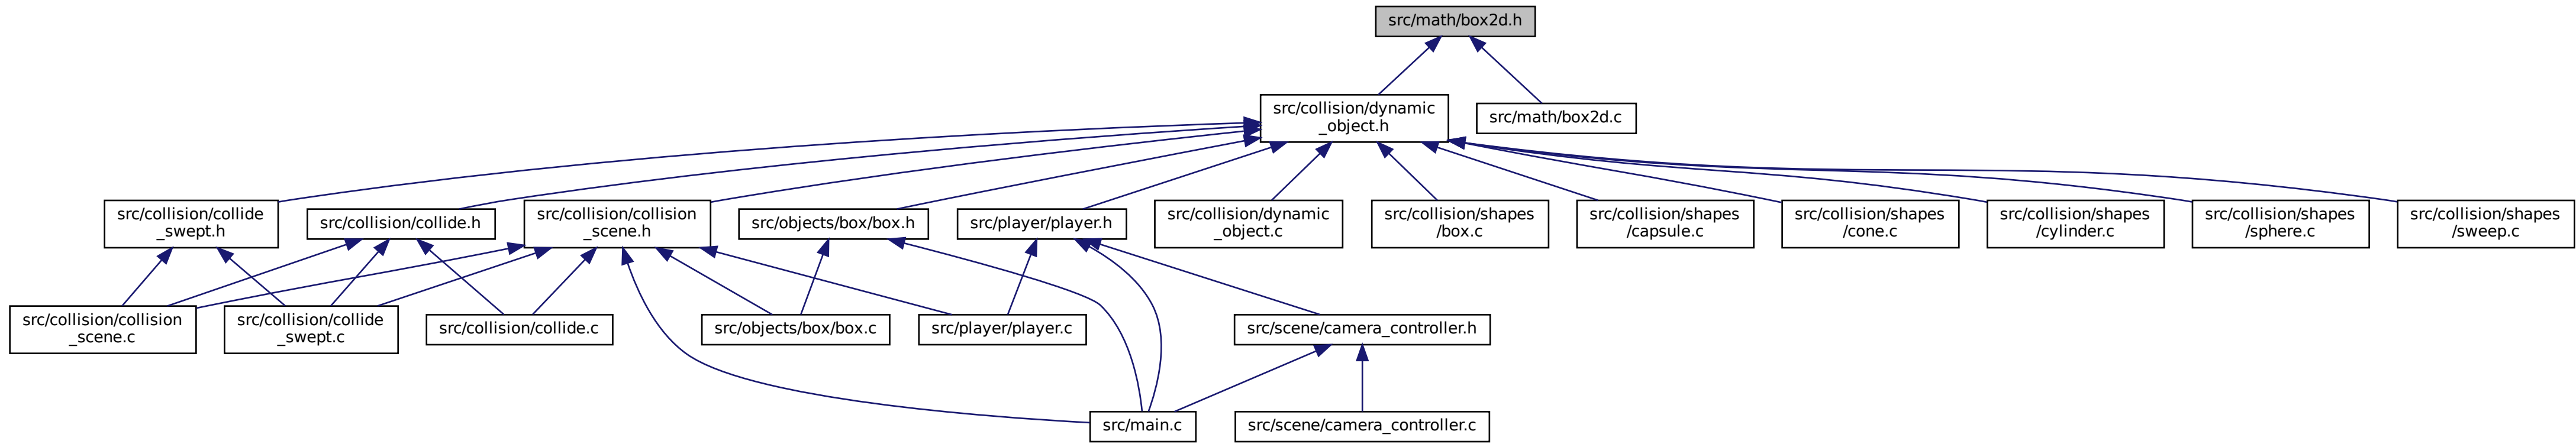 src/math/box2d.h
src/collision/dynamic
_object.h
src/math/box2d.c
src/collision/collide
_swept.h
src/collision/collide.h
src/collision/collision
_scene.h
src/objects/box/box.h
src/player/player.h
src/collision/dynamic
_object.c
src/collision/shapes
/box.c
src/collision/shapes
/capsule.c
src/collision/shapes
/cone.c
src/collision/shapes
/cylinder.c
src/collision/shapes
/sphere.c
src/collision/shapes
/sweep.c
src/collision/collision
_scene.c
src/collision/collide
_swept.c
src/collision/collide.c
src/objects/box/box.c
src/player/player.c
src/scene/camera_controller.h
src/main.c
src/scene/camera_controller.c